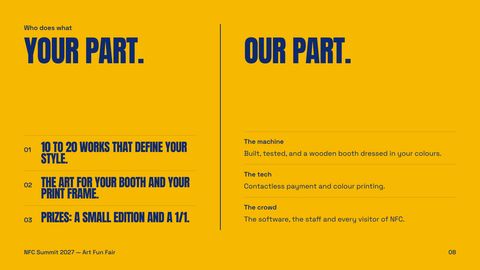 Who does what
YOUR PART.
01 10 TO 20 WORKS THAT DEFINE YOUR
STYLE.
02 THE ART FOR YOUR BOOTH AND YOUR
PRINT FRAME.
03 PRIZES: A SMALL EDITION AND A 1/1.
OUR PART.
The machine
Built, tested, and a wooden booth dressed in your colours.
The tech
Contactless payment and colour printing.
The crowd
The software, the staff and every visitor of NFC.
NFC Summit 2027 — Art Fun Fair
08